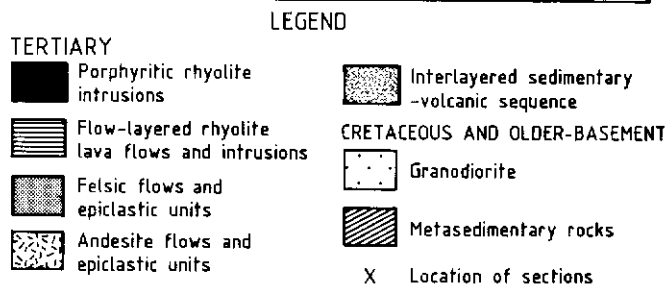 LEGEND
TERTIARY
Porphyritic rhyolite
intrusions
Flow-layered rhyolite
lava flows and intrusions
Felsic flows and
epiclastic units
Andesite flows and
epiclastic units
Interlayered sedimentary
-volcanic sequence
CRETACEOUS AND OLDER-BASEMENT
Granodiorite
Metasedimentary rocks
X Location of sections